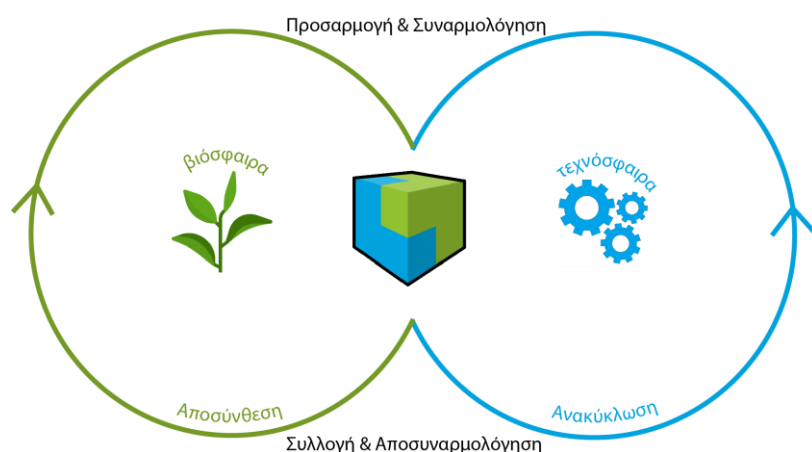 Προσαρμογή & Συναρμολόγηση
βιόσφαιρα
τεχνόσφαιρα
Αποσύνθεση
Ανακύκλωση
Συλλογή & Αποσυναρμολόγηση